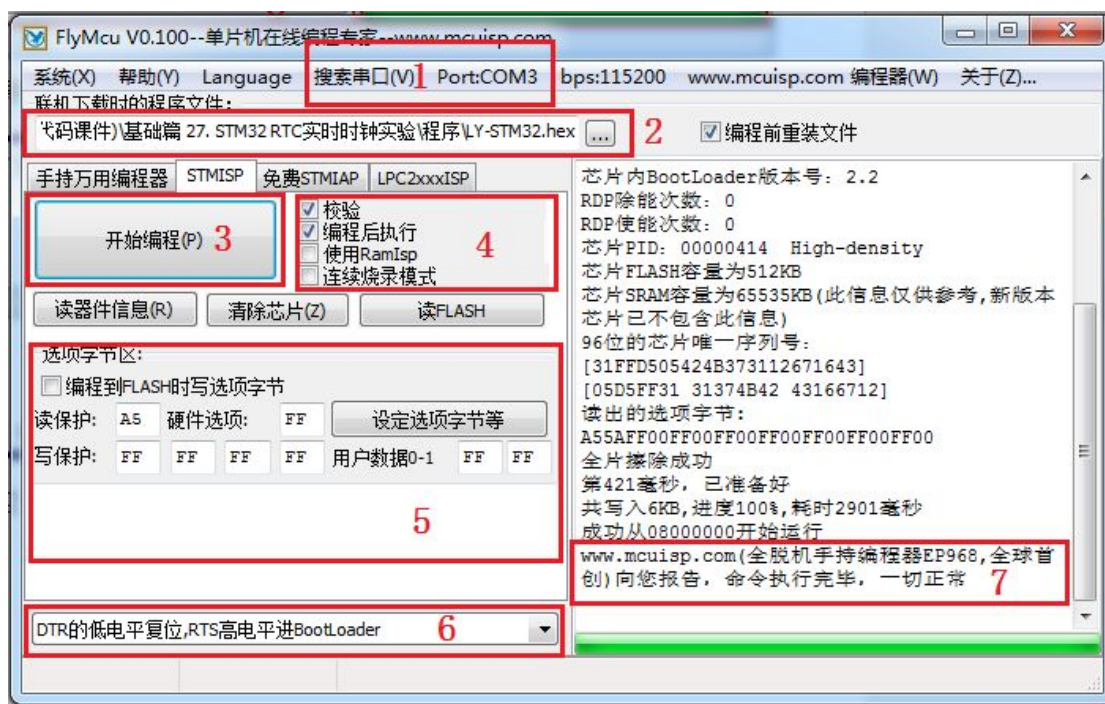 FlyMcu V0.100--单片机在线编程专家--www.mcuisp.com
系统(X) 帮助(Y) Language 搜索串口(V) Port:COM3 bps:115200 www.mcuisp.com 编程器(W) 关于(Z)...
1
联机下载时的程序文件:
代码课件)\基础篇 27. STM32 RTC实时时钟实验\程序\LY-STM32.hex ... 2 编程前重装文件
手持万用编程器 STMISP 免费STMIAP LPC2xxxISP
开始编程(P) 3
校验
编程后执行
使用RamIsp
连续烧录模式
4
读器件信息(R) 清除芯片(Z) 读FLASH
选项字节区:
编程到FLASH时写选项字节
读保护: A5 硬件选项: FF 设定选项字节等
写保护: FF FF FF FF 用户数据0-1 FF FF
5
DTR的低电平复位,RTS高电平进BootLoader 6
芯片内BootLoader版本号: 2.2
RDP除能次数: 0
RDP使能次数: 0
芯片PID: 00000414 High-density
芯片FLASH容量为512KB
芯片SRAM容量为65535KB(此信息仅供参考,新版本
芯片已不包含此信息)
96位的芯片唯一序列号:
[31FFD505424B373112671643]
[05D5FF31 31374B42 43166712]
读出的选项字节:
A55AFF00FF00FF00FF00FF00FF00FF00
全片擦除成功
第421毫秒, 已准备好
共写入6KB,进度100%,耗时2901毫秒
成功从08000000开始运行
www.mcuisp.com(全脱机手持编程器EP968,全球首
创)向您报告, 命令执行完毕, 一切正常 7